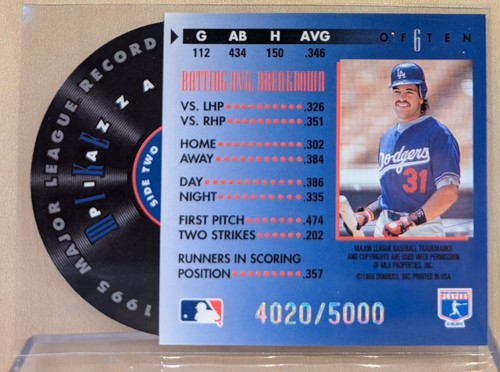 1995 MAJOR LEAGUE RECORD
MIKE
PIAZZA
SIDE TWO
G AB H AVG
112 434 150 .346
6 OF TEN
BATTING AVG. BREAKDOWN
VS. LHP .326
VS. RHP .351
HOME .302
AWAY .384
DAY .386
NIGHT .335
FIRST PITCH .474
TWO STRIKES .202
RUNNERS IN SCORING
POSITION .357
Dodgers
31
MAJOR LEAGUE BASEBALL TRADEMARKS
AND COPYRIGHTS ARE USED WITH PERMISSION
OF MLB PROPERTIES, INC.
©1996 DONRUSS, INC. PRINTED IN USA
4020/5000